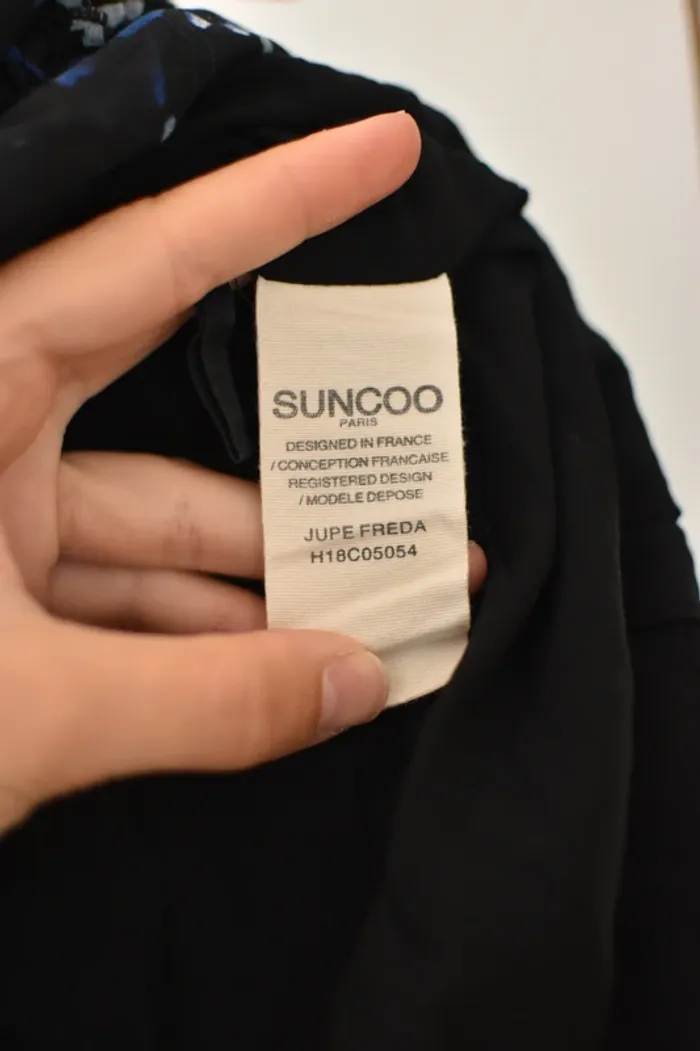 SUNCOO
PARIS
DESIGNED IN FRANCE
/ CONCEPTION FRANCAISE
REGISTERED DESIGN
/ MODELE DEPOSE
JUPE FREDA
H18C05054